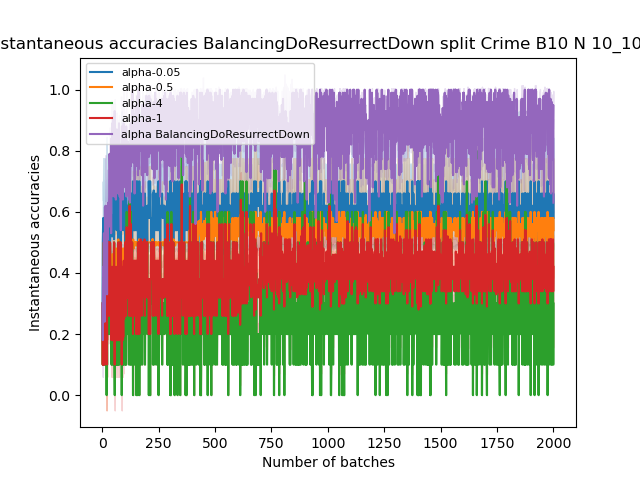 stantaneous accuracies BalancingDoResurrectDown split Crime B10 N 10_10
alpha-0.05
alpha-0.5
alpha-4
alpha-1
alpha BalancingDoResurrectDown
Instantaneous accuracies
1.0
0.8
0.6
0.4
0.2
0.0
0 250 500 750 1000 1250 1500 1750 2000
Number of batches